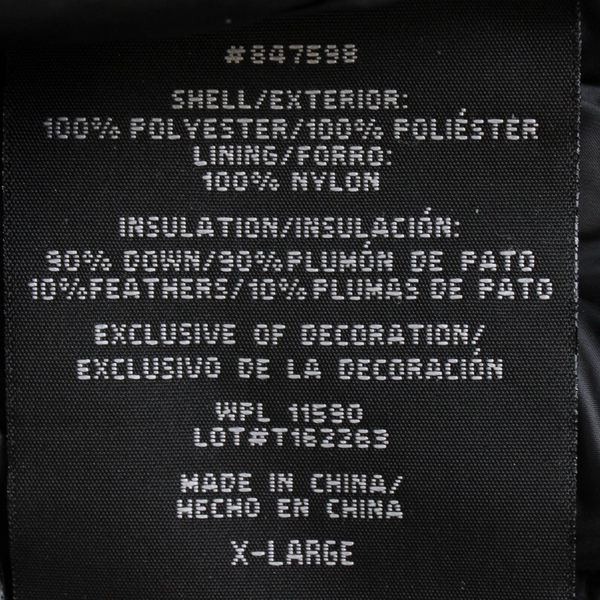 #847598
SHELL/EXTERIOR:
100% POLYESTER/100% POLIÉSTER
LINING/FORRO:
100% NYLON
INSULATION/INSULACIÓN:
90% DOWN/90%PLUMÓN DE PATO
10%FEATHERS/10%PLUMAS DE PATO
EXCLUSIVE OF DECORATION/
EXCLUSIVO DE LA DECORACIÓN
WPL 11590
LOT#T162263
MADE IN CHINA/
HECHO EN CHINA
X-LARGE